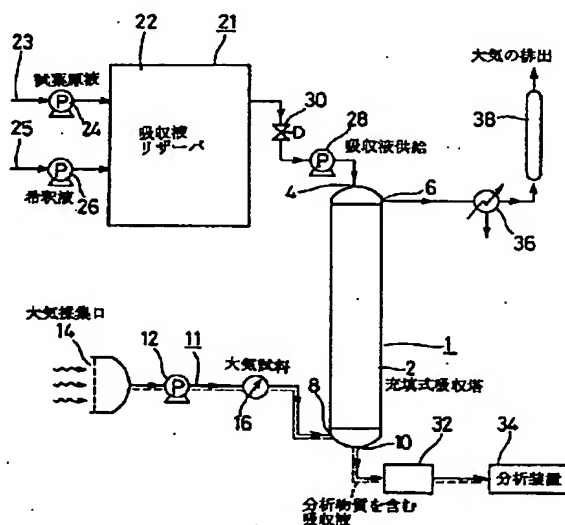 23
22
21
試薬原液
24
25
希釈液
26
吸収液
リザーバ
30
28
吸収液供給
4
6
大気の排出
38
36
大気採集口
14
12
11
大気試料
16
1
2
充填式吸収塔
8
10
32
34
分析装置
分析物質を含む
吸収液